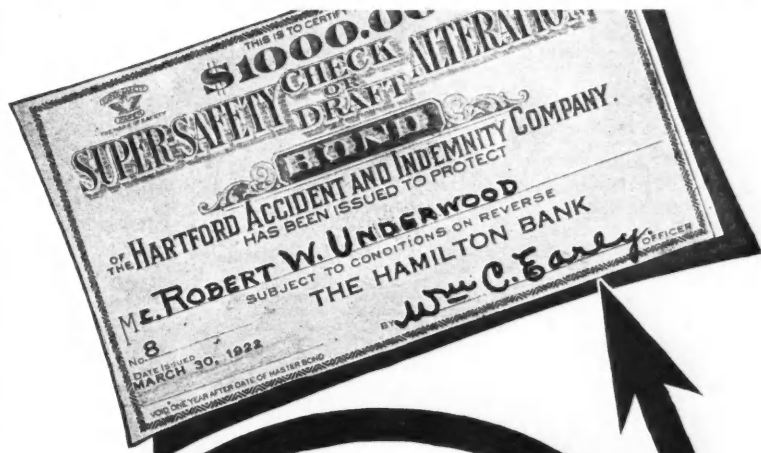 THIS IS TO CERTIFY
$1000.00
SUPER-SAFETY CHECK OR DRAFT ALTERATION
BOND
OF THE HARTFORD ACCIDENT AND INDEMNITY COMPANY.
HAS BEEN ISSUED TO PROTECT
Mr. ROBERT W. UNDERWOOD
SUBJECT TO CONDITIONS ON REVERSE
THE HAMILTON BANK
No. 8
BY Wm C. Earley. OFFICER
DATE ISSUED
MARCH 30, 1922
VOID ONE YEAR AFTER DATE OF MASTER BOND